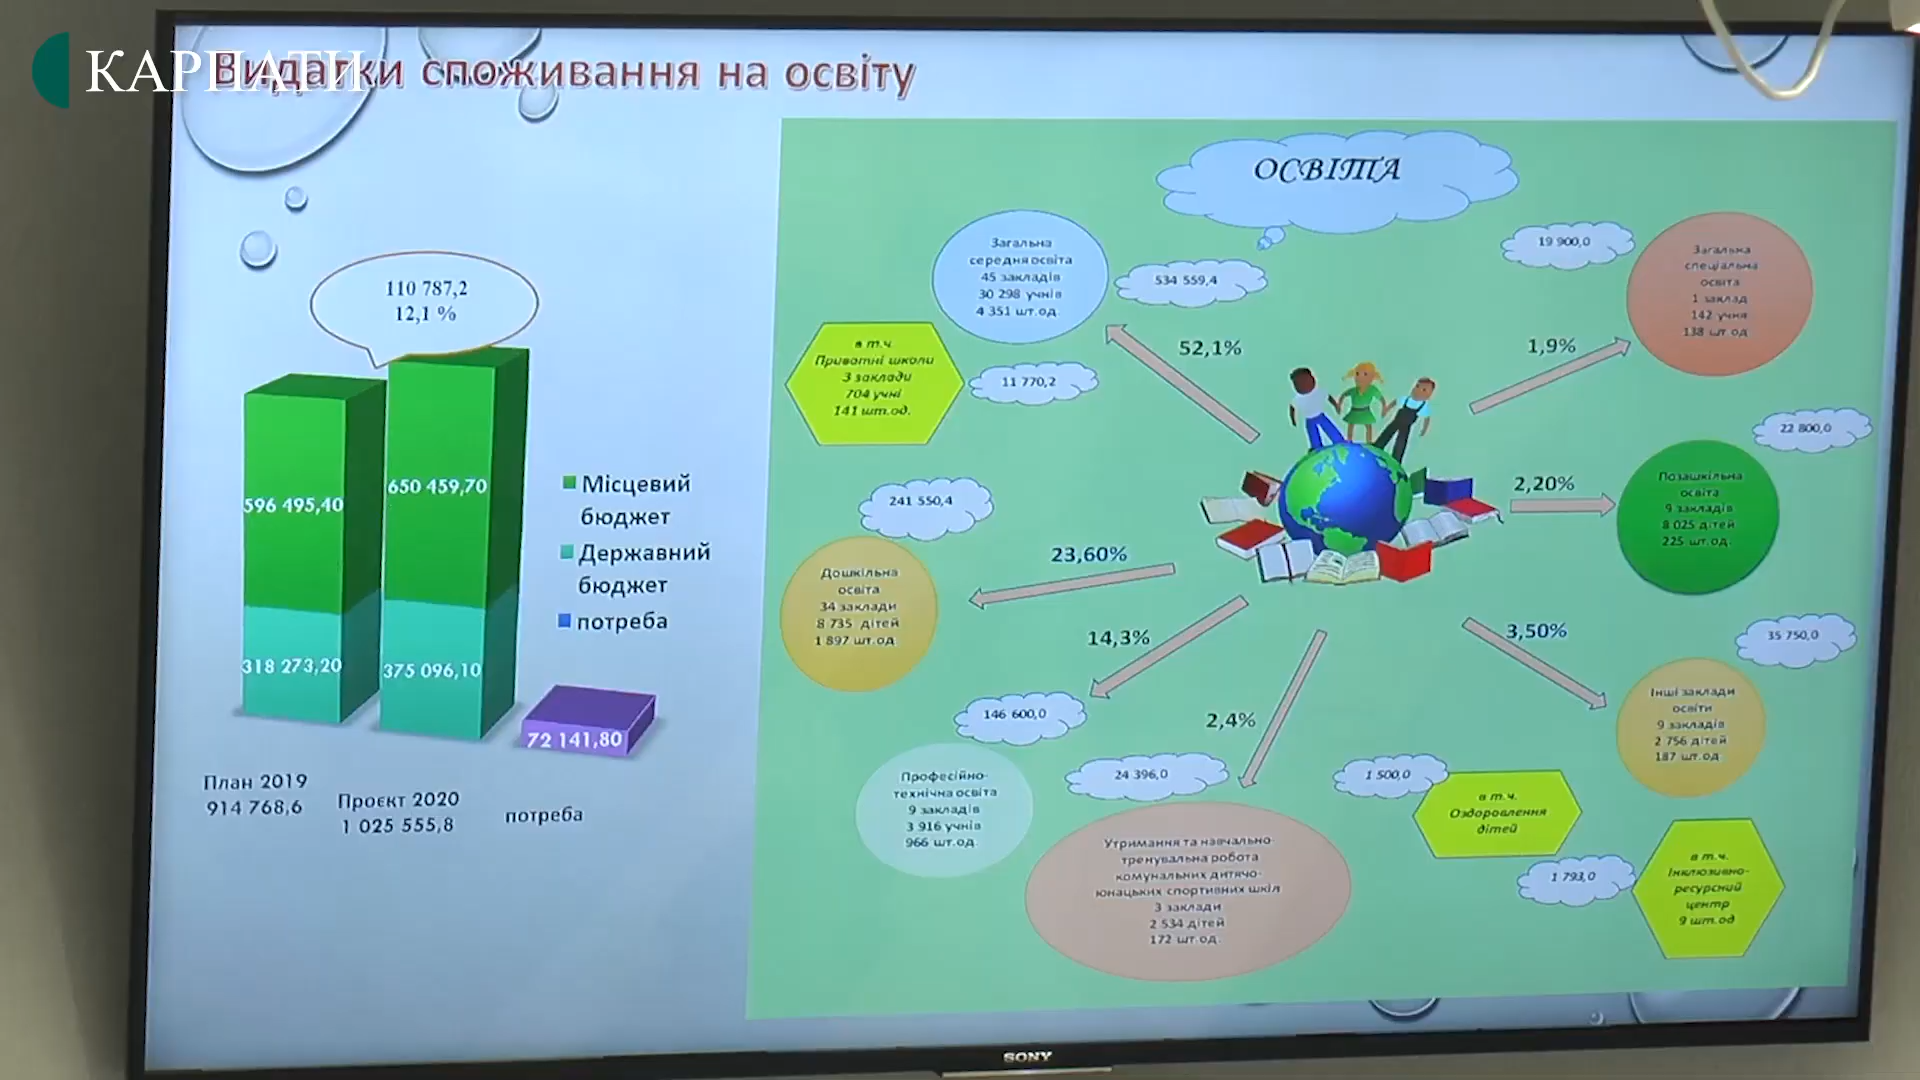 КАРПАТИ
Видатки споживання на освіту
110 787,2
12,1 %
596 495,40
650 459,70
318 273,20
375 096,10
72 141,80
План 2019
914 768,6
Проєкт 2020
1 025 555,8
потреба
Місцевий
бюджет
Державний
бюджет
потреба
ОСВІТА
Загальна
середня освіта
45 закладів
30 298 учнів
4 351 шт.од.
534 559,4
52,1%
в т.ч.
Приватні школи
3 заклади
704 учні
141 шт.од.
11 770,2
19 900,0
Загальна
спеціальна
освіта
1 заклад
142 учня
138 шт.од.
1,9%
22 800,0
Позашкільна
освіта
9 закладів
8 025 дітей
225 шт.од.
2,20%
241 550,4
Дошкільна
освіта
34 заклади
8 735 дітей
1 897 шт.од.
23,60%
14,3%
146 600,0
Професійно-
технічна освіта
9 закладів
3 916 учнів
966 шт.од.
2,4%
24 396,0
Утримання та навчально-
тренувальна робота
комунальних дитячо-
юнацьких спортивних шкіл
3 заклади
2 534 дітей
172 шт.од.
3,50%
35 750,0
Інші заклади
освіти
9 закладів
2 756 дітей
187 шт.од.
1 500,0
в т.ч.
Оздоровлення
дітей
1 793,0
в т.ч.
Інклюзивно-
ресурсний
центр
9 шт.од
SONY